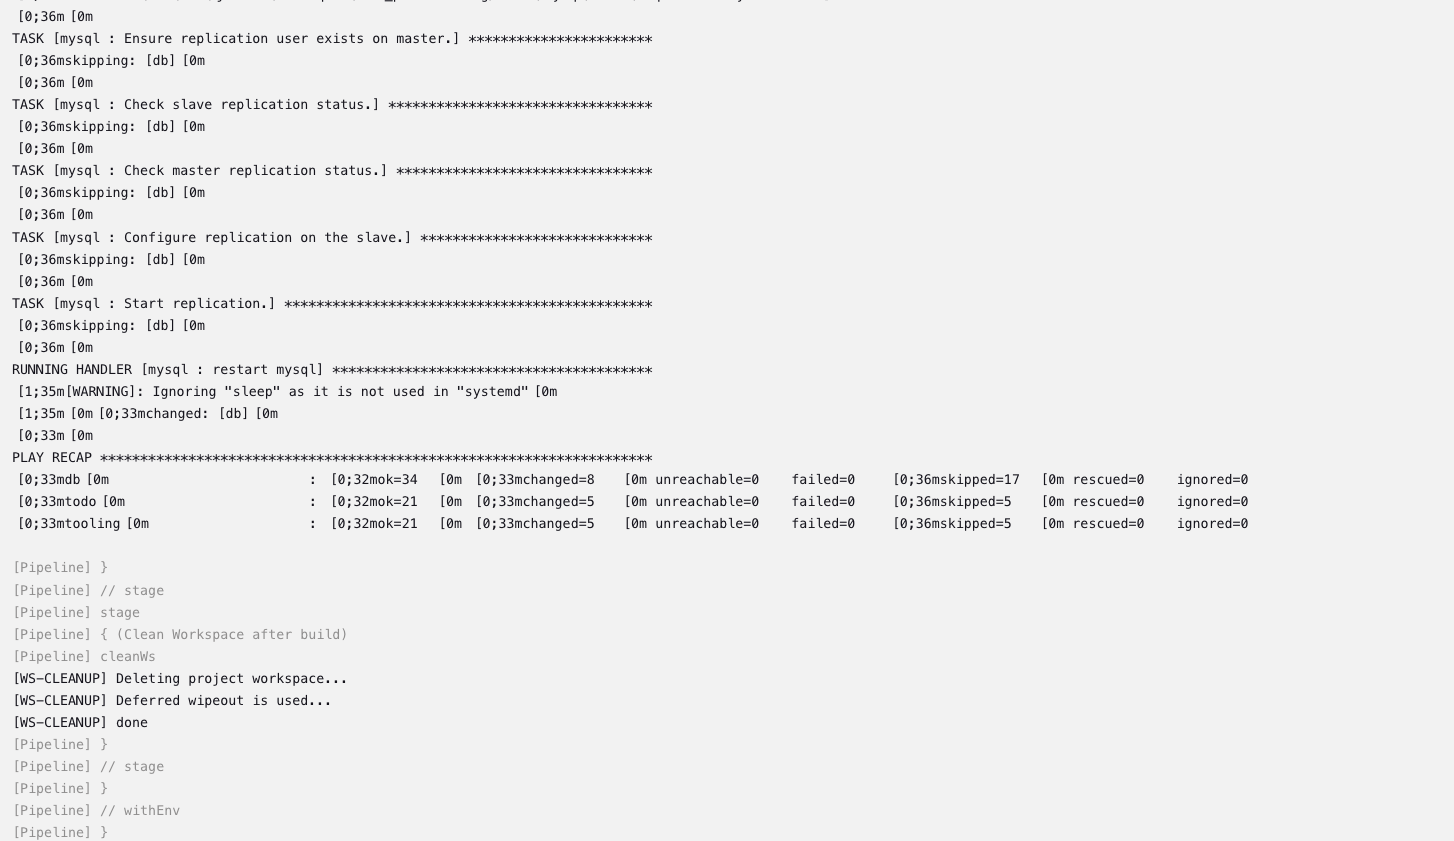 [0;36m [0m
TASK [mysql : Ensure replication user exists on master.] ***********************
[0;36mskipping: [db] [0m
[0;36m [0m
TASK [mysql : Check slave replication status.] *********************************
[0;36mskipping: [db] [0m
[0;36m [0m
TASK [mysql : Check master replication status.] ********************************
[0;36mskipping: [db] [0m
[0;36m [0m
TASK [mysql : Configure replication on the slave.] *****************************
[0;36mskipping: [db] [0m
[0;36m [0m
TASK [mysql : Start replication.] **********************************************
[0;36mskipping: [db] [0m
[0;36m [0m
RUNNING HANDLER [mysql : restart mysql] ****************************************
[1;35m[WARNING]: Ignoring "sleep" as it is not used in "systemd" [0m
[1;35m [0m [0;33mchanged: [db] [0m
[0;33m [0m
PLAY RECAP *********************************************************************
[0;33mdb [0m : [0;32mok=34 [0m [0;33mchanged=8 [0m unreachable=0 failed=0 [0;36mskipped=17 [0m rescued=0 ignored=0
[0;33mtodo [0m : [0;32mok=21 [0m [0;33mchanged=5 [0m unreachable=0 failed=0 [0;36mskipped=5 [0m rescued=0 ignored=0
[0;33mtooling [0m : [0;32mok=21 [0m [0;33mchanged=5 [0m unreachable=0 failed=0 [0;36mskipped=5 [0m rescued=0 ignored=0
[Pipeline] }
[Pipeline] // stage
[Pipeline] stage
[Pipeline] { (Clean Workspace after build)
[Pipeline] cleanWs
[WS-CLEANUP] Deleting project workspace...
[WS-CLEANUP] Deferred wipeout is used...
[WS-CLEANUP] done
[Pipeline] }
[Pipeline] // stage
[Pipeline] }
[Pipeline] // withEnv
[Pipeline] }